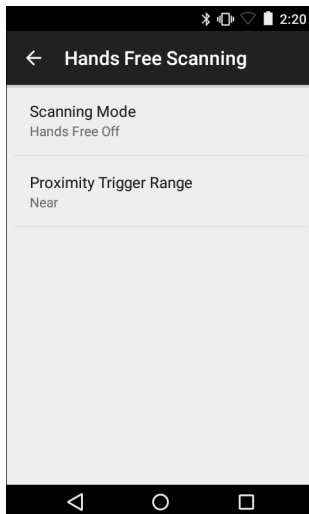 2:20
Hands Free Scanning
Scanning Mode
Hands Free Off
Proximity Trigger Range
Near